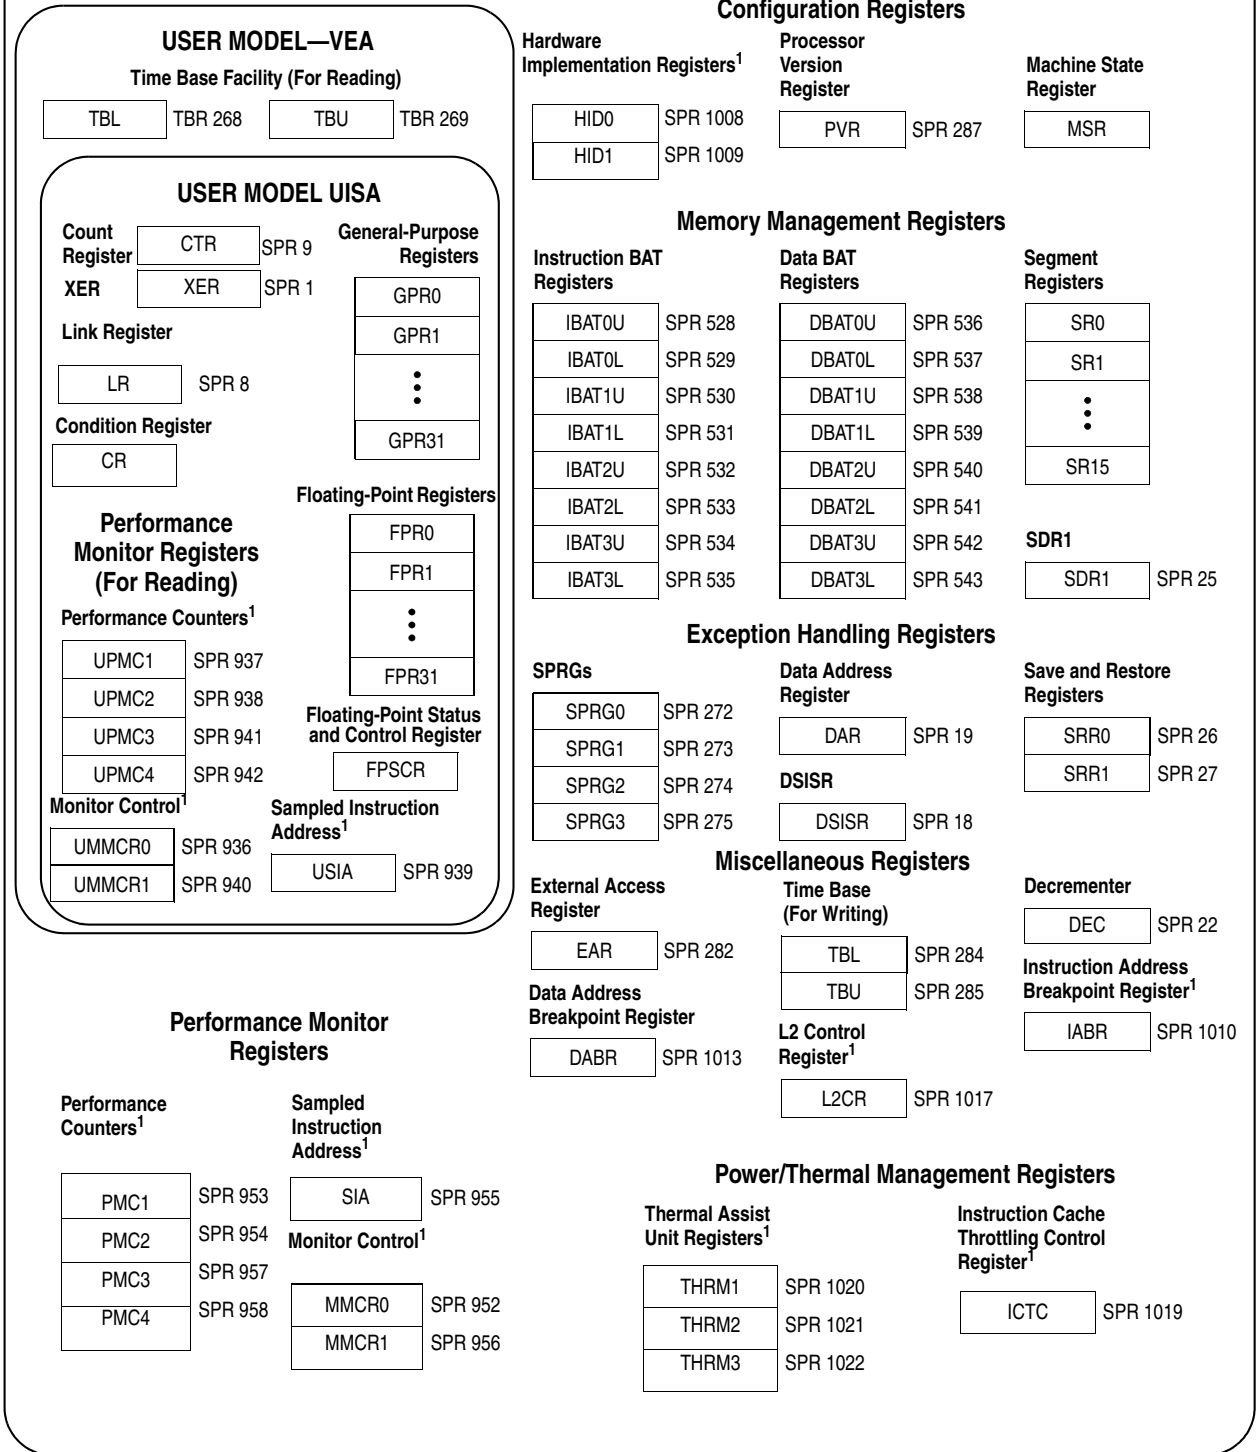 USER MODEL—VEA
Time Base Facility (For Reading)
TBL TBR 268 TBU TBR 269
USER MODEL UISA
Count
Register
CTR SPR 9
XER XER SPR 1
Link Register
LR SPR 8
Condition Register
CR
General-Purpose
Registers
GPR0
GPR1
GPR31
Performance
Monitor Registers
(For Reading)
Performance Counters1
UPMC1 SPR 937
UPMC2 SPR 938
UPMC3 SPR 941
UPMC4 SPR 942
Monitor Control1
UMMCR0 SPR 936
UMMCR1 SPR 940
Floating-Point Registers
FPR0
FPR1
FPR31
Floating-Point Status
and Control Register
FPSCR
Sampled Instruction
Address1
USIA SPR 939
Configuration Registers
Hardware
Implementation Registers1
HID0 SPR 1008
HID1 SPR 1009
Processor
Version
Register
PVR SPR 287
Machine State
Register
MSR
Memory Management Registers
Instruction BAT
Registers
IBAT0U SPR 528
IBAT0L SPR 529
IBAT1U SPR 530
IBAT1L SPR 531
IBAT2U SPR 532
IBAT2L SPR 533
IBAT3U SPR 534
IBAT3L SPR 535
Data BAT
Registers
DBAT0U SPR 536
DBAT0L SPR 537
DBAT1U SPR 538
DBAT1L SPR 539
DBAT2U SPR 540
DBAT2L SPR 541
DBAT3U SPR 542
DBAT3L SPR 543
Segment
Registers
SR0
SR1
SR15
SDR1
SDR1 SPR 25
Exception Handling Registers
SPRGs
SPRG0 SPR 272
SPRG1 SPR 273
SPRG2 SPR 274
SPRG3 SPR 275
Data Address
Register
DAR SPR 19
DSISR
DSISR SPR 18
Save and Restore
Registers
SRR0 SPR 26
SRR1 SPR 27
Miscellaneous Registers
External Access
Register
EAR SPR 282
Data Address
Breakpoint Register
DABR SPR 1013
Time Base
(For Writing)
TBL SPR 284
TBU SPR 285
L2 Control
Register1
L2CR SPR 1017
Decrementer
DEC SPR 22
Instruction Address
Breakpoint Register1
IABR SPR 1010
Performance Monitor
Registers
Performance
Counters1
PMC1 SPR 953
PMC2 SPR 954
PMC3 SPR 957
PMC4 SPR 958
Sampled
Instruction
Address1
SIA SPR 955
Monitor Control1
MMCR0 SPR 952
MMCR1 SPR 956
Power/Thermal Management Registers
Thermal Assist
Unit Registers1
THRM1 SPR 1020
THRM2 SPR 1021
THRM3 SPR 1022
Instruction Cache
Throttling Control
Register1
ICTC SPR 1019